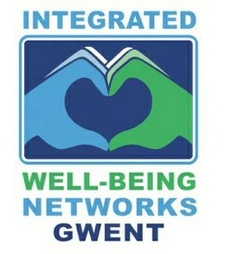 INTEGRATED
WELL-BEING
NETWORKS
GWENT